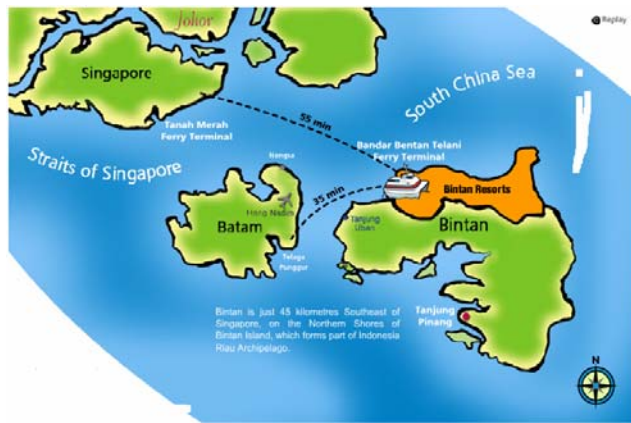 Johor
Replay
Singapore
South China Sea
55 min
Tanah Merah
Ferry Terminal
Bandar Bentan Telani
Ferry Terminal
Straits of Singapore
Nongsa
35 min
Bintan Resorts
Hang Nadim
Batam
Tanjung
Uban
Bintan
Telaga
Punggur
Bintan is just 45 kilometres Southeast of
Singapore, on the Northern Shores of
Bintan Island, which forms part of Indonesia
Riau Archipelago.
Tanjung
Pinang
N